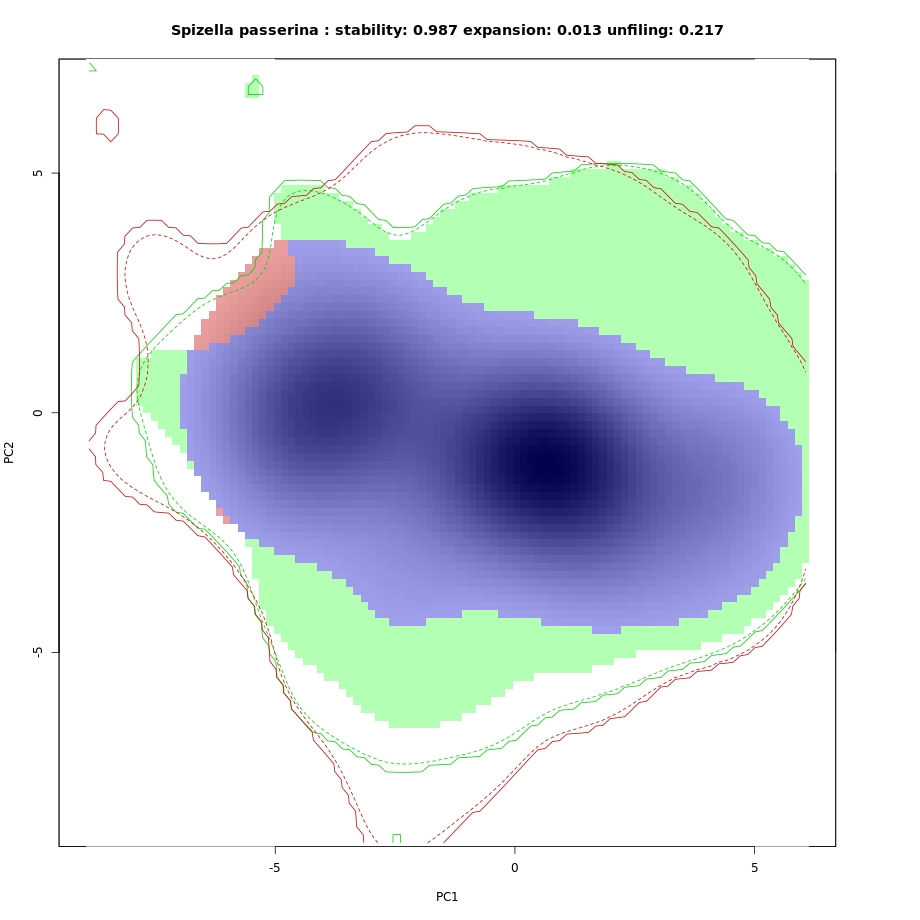 Spizella passerina : stability: 0.987 expansion: 0.013 unfiling: 0.217
5
0
-5
PC2
-5 0 5
PC1